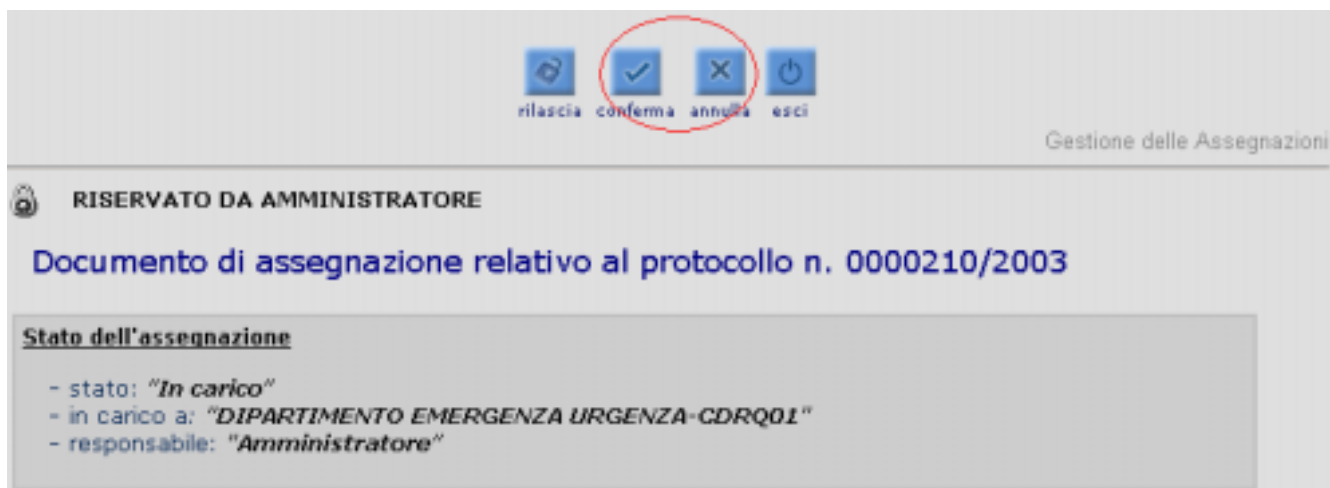 rilascia conferma annulla esci
Gestione delle Assegnazioni
RISERVATO DA AMMINISTRATORE
Documento di assegnazione relativo al protocollo n. 0000210/2003
Stato dell'assegnazione
- stato: "In carico"
- in carico a: "DIPARTIMENTO EMERGENZA URGENZA-CDRQ01"
- responsabile: "Amministratore"